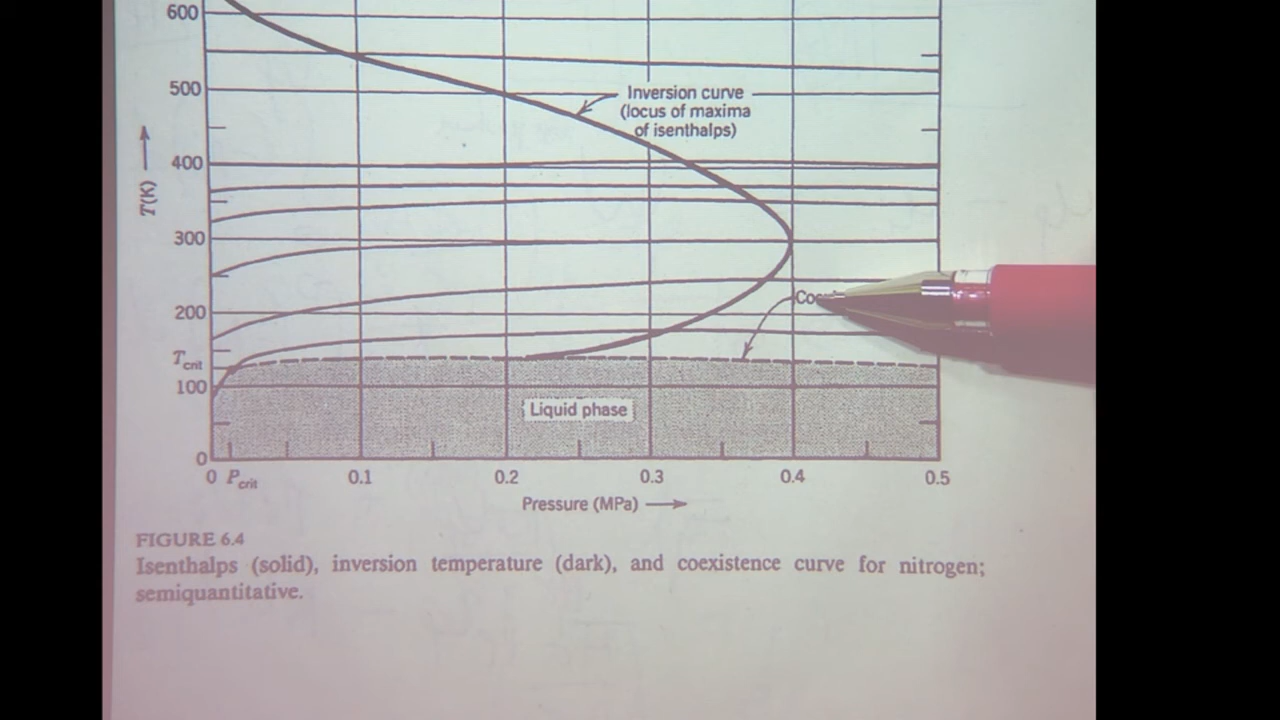 600
500
400
300
200
T crit
100
0
T(K)
Inversion curve
(locus of maxima
of isenthalps)
Liquid phase
0 P crit 0.1 0.2 0.3 0.4 0.5
Pressure (MPa)
FIGURE 6.4
Isenthalps (solid), inversion temperature (dark), and coexistence curve for nitrogen;
semiquantitative.